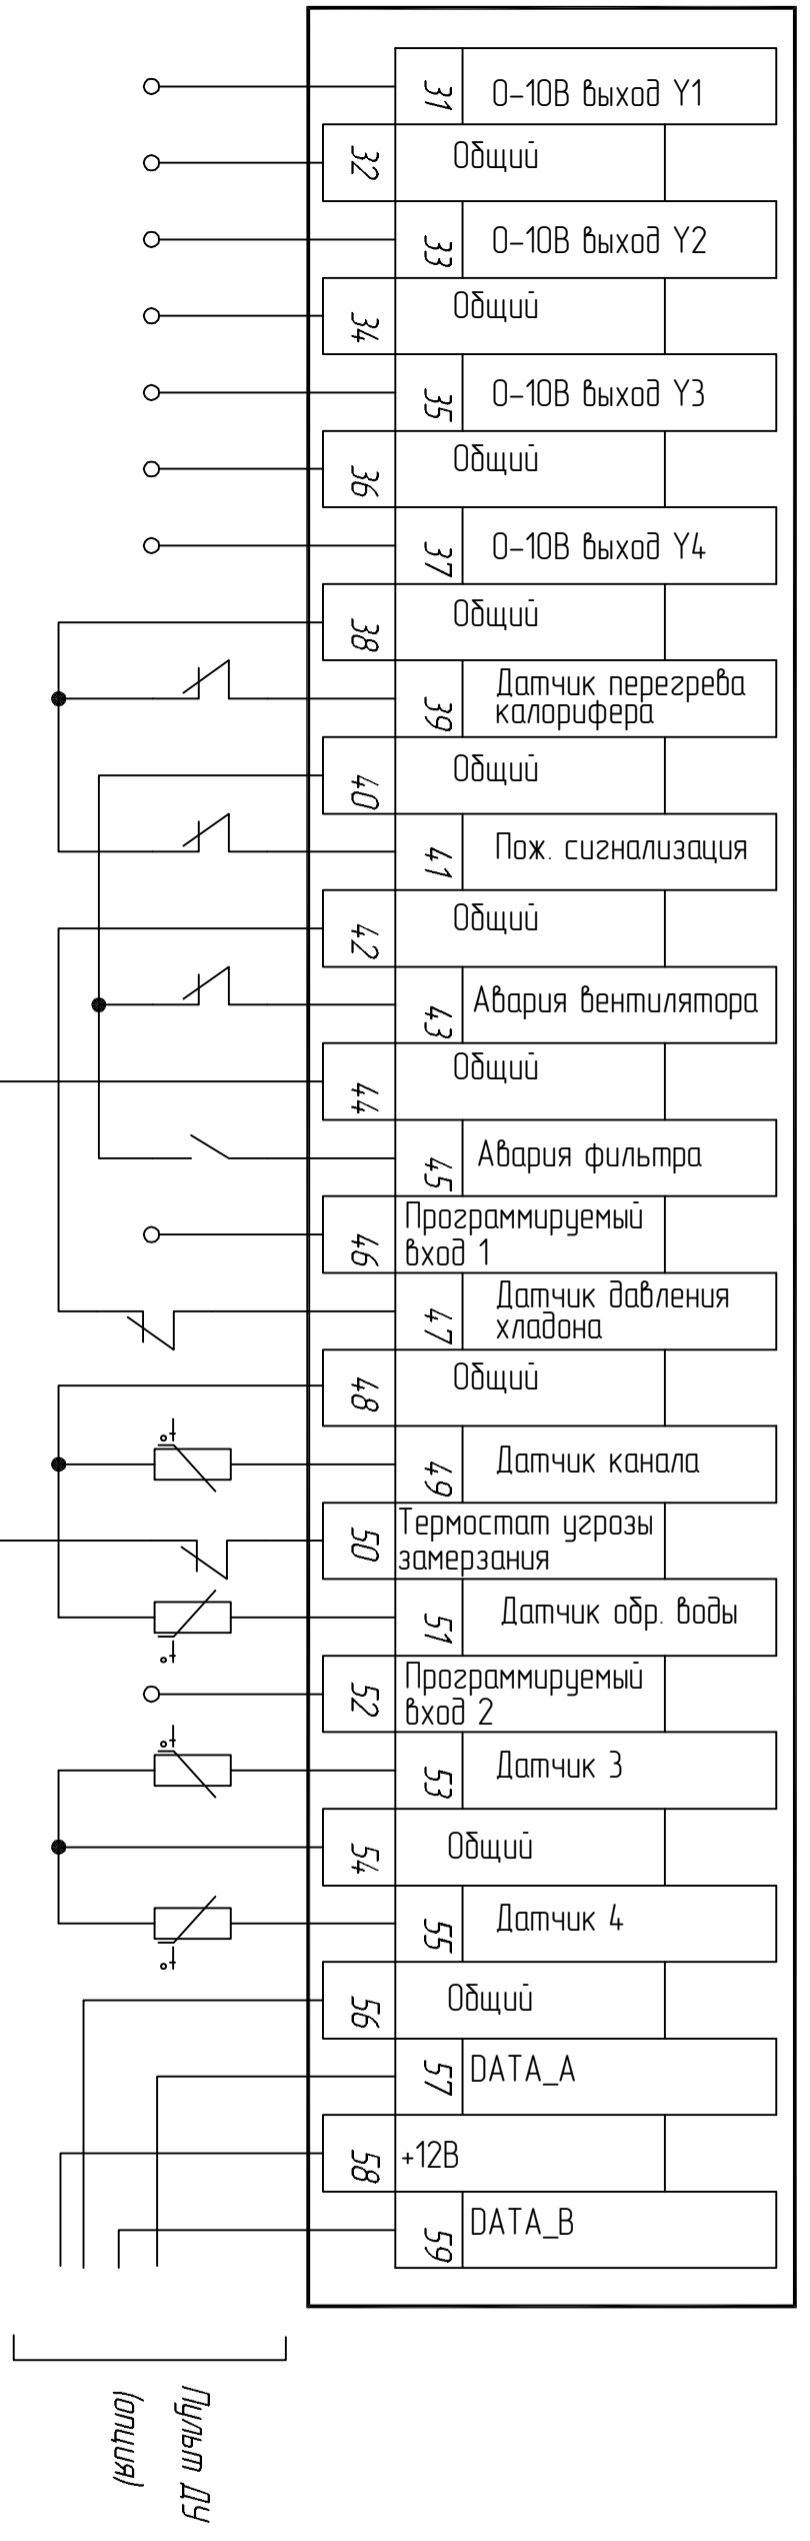 31
0-10В выход Y1
32
Общий
33
0-10В выход Y2
34
Общий
35
0-10В выход Y3
36
Общий
37
0-10В выход Y4
38
Общий
39
Датчик перегрева
калорифера
40
Общий
41
Пож. сигнализация
42
Общий
43
Авария вентилятора
44
Общий
45
Авария фильтра
46
Программируемый
вход 1
47
Датчик давления
хладона
48
Общий
t°
49
Датчик канала
50
Термостат угрозы
замерзания
51
Датчик обр. воды
t°
52
Программируемый
вход 2
t°
53
Датчик 3
54
Общий
55
Датчик 4
t°
56
Общий
57
DATA_A
58
+12В
59
DATA_B
Пульт ДУ
(опция)